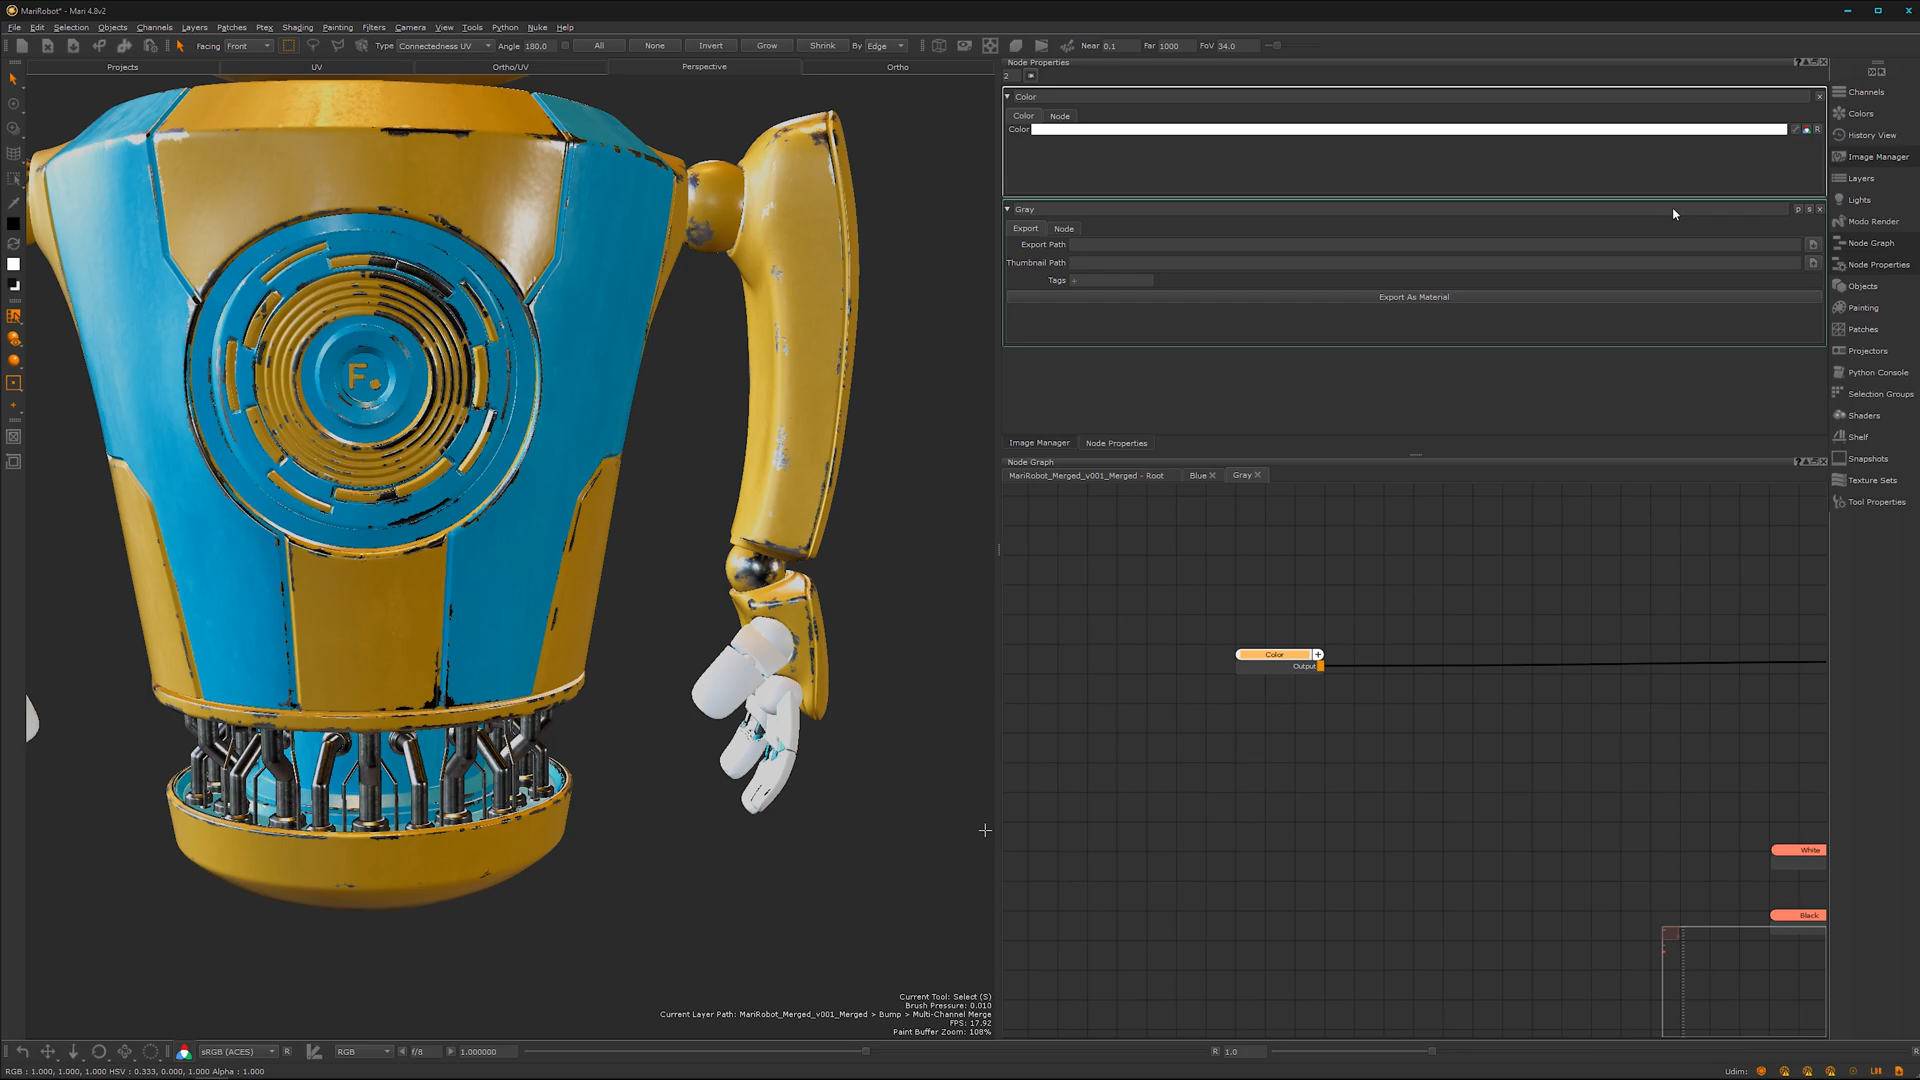 MariRobot* - Mari 4.8v2
File Edit Selection Objects Channels Layers Patches Ptex Shading Painting Filters Camera View Tools Python Nuke Help
Facing Front Type Connectedness UV Angle 180.0 All None Invert Grow Shrink By Edge Near 0.1 Far 1000 FoV 34.0
Projects UV Ortho/UV Perspective Ortho
Node Properties
2
Color
Color Node
Color R
Gray p s x
Export Node
Export Path
Thumbnail Path
Tags +
Export As Material
Image Manager Node Properties
Node Graph
MariRobot_Merged_v001_Merged - Root Blue Gray
Color +
Output
White
Black
Channels
Colors
History View
Image Manager
Layers
Lights
Modo Render
Node Graph
Node Properties
Objects
Painting
Patches
Projectors
Python Console
Selection Groups
Shaders
Shelf
Snapshots
Texture Sets
Tool Properties
F.
Current Tool: Select (S)
Brush Pressure: 0.010
Current Layer Path: MariRobot_Merged_v001_Merged > Bump > Multi-Channel Merge
FPS: 17.92
Paint Buffer Zoom: 108%
sRGB (ACES) R RGB f/8 1.000000 R 1.0 R
RGB : 1.000, 1.000, 1.000 HSV : 0.333, 0.000, 1.000 Alpha : 1.000
Udim: